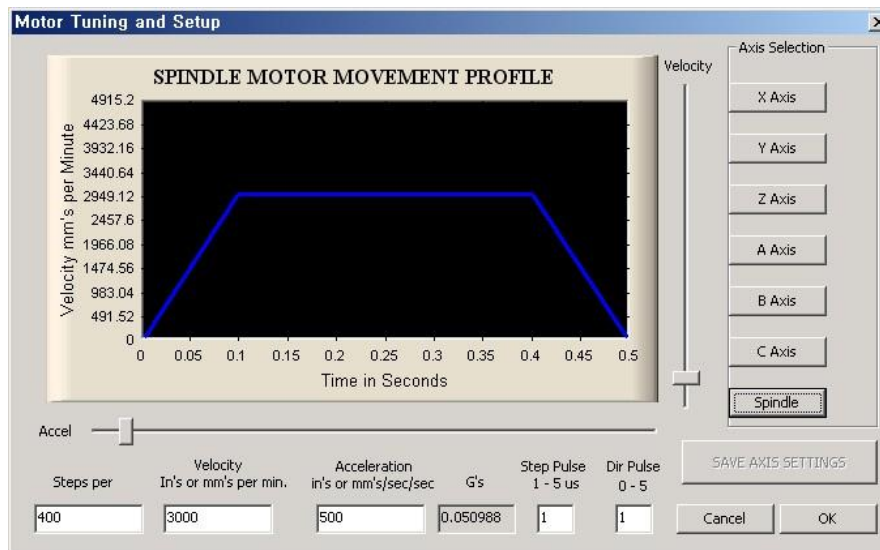 Motor Tuning and Setup
SPINDLE MOTOR MOVEMENT PROFILE
Velocity mm's per Minute
4915.2
4423.68
3932.16
3440.64
2949.12
2457.6
1966.08
1474.56
983.04
491.52
0
0 0.05 0.1 0.15 0.2 0.25 0.3 0.35 0.4 0.45 0.5
Time in Seconds
Velocity
Axis Selection
X Axis
Y Axis
Z Axis
A Axis
B Axis
C Axis
Spindle
Accel
Steps per
400
Velocity
In's or mm's per min.
3000
Acceleration
in's or mm's/sec/sec
500
G's
0.050988
Step Pulse
1 - 5 us
1
Dir Pulse
0 - 5
1
SAVE AXIS SETTINGS
Cancel
OK